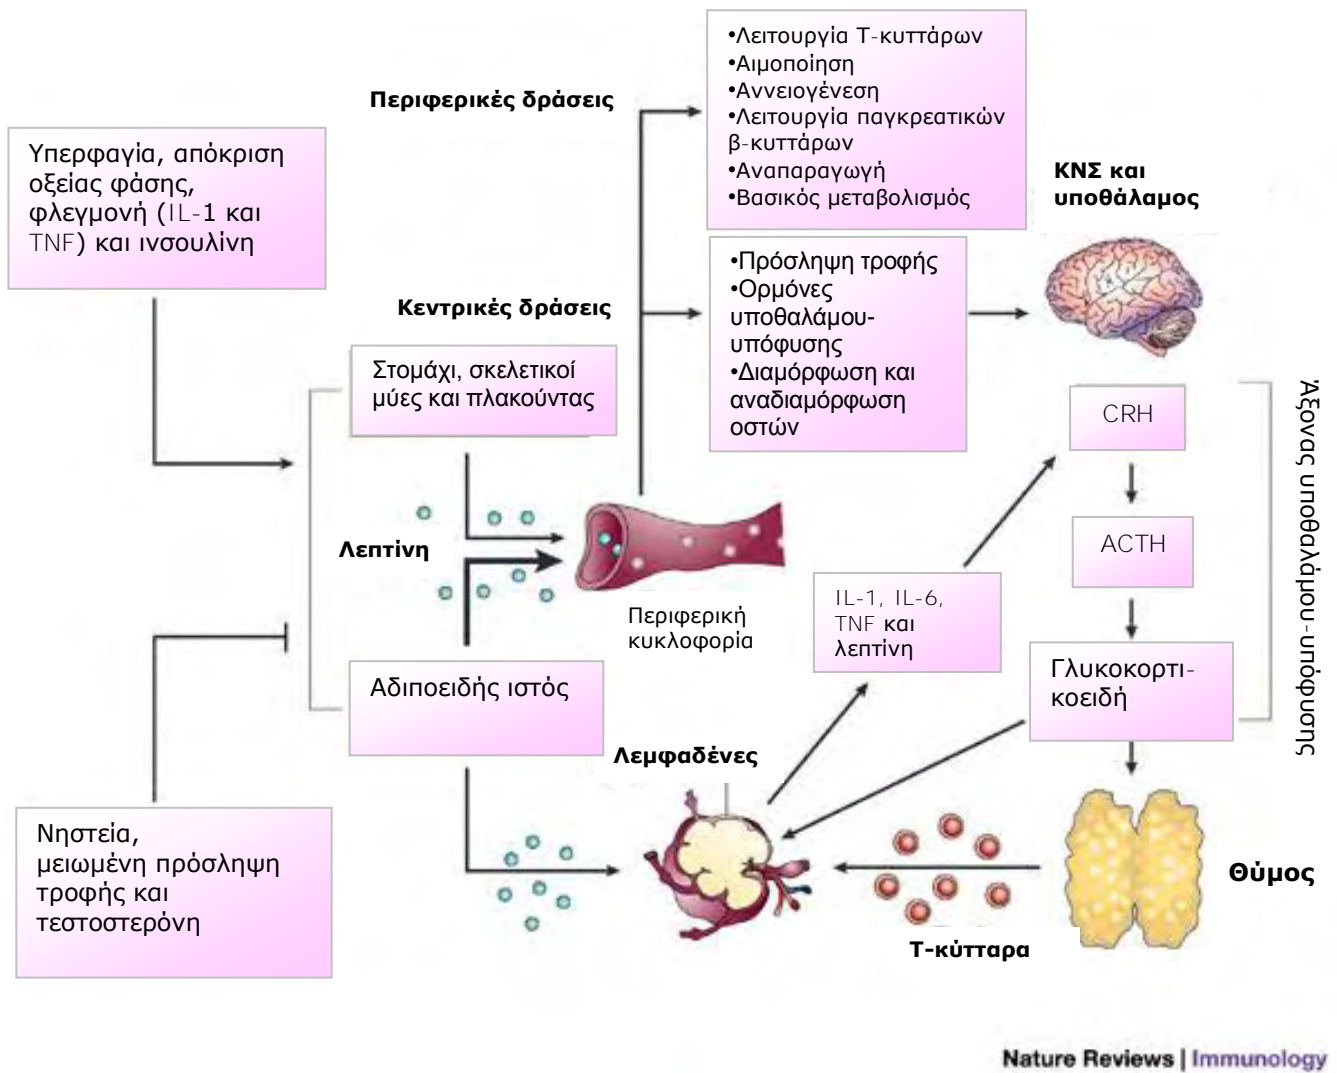 •Λειτουργία Τ-κυττάρων
•Αιμοποίηση
•Αννειογένεση
•Λειτουργία παγκρεατικών
β-κυττάρων
•Αναπαραγωγή
•Βασικός μεταβολισμός
Περιφερικές δράσεις
Υπερφαγία, απόκριση
οξείας φάσης,
φλεγμονή (IL-1 και
TNF) και ινσουλίνη
ΚΝΣ και
υποθάλαμος
Κεντρικές δράσεις
•Πρόσληψη τροφής
•Ορμόνες
υποθαλάμου-
υπόφυσης
•Διαμόρφωση και
αναδιαμόρφωση
οστών
Στομάχι, σκελετικοί
μύες και πλακούντας
CRH
Άξονας υποθαλάμου-υπόφυσης
Λεπτίνη
ACTH
Περιφερική
κυκλοφορία
IL-1, IL-6,
TNF και
λεπτίνη
Αδιποειδής ιστός
Γλυκοκορτι-
κοειδή
Λεμφαδένες
Νηστεία,
μειωμένη πρόσληψη
τροφής και
τεστοστερόνη
Θύμος
Τ-κύτταρα
Nature Reviews | Immunology